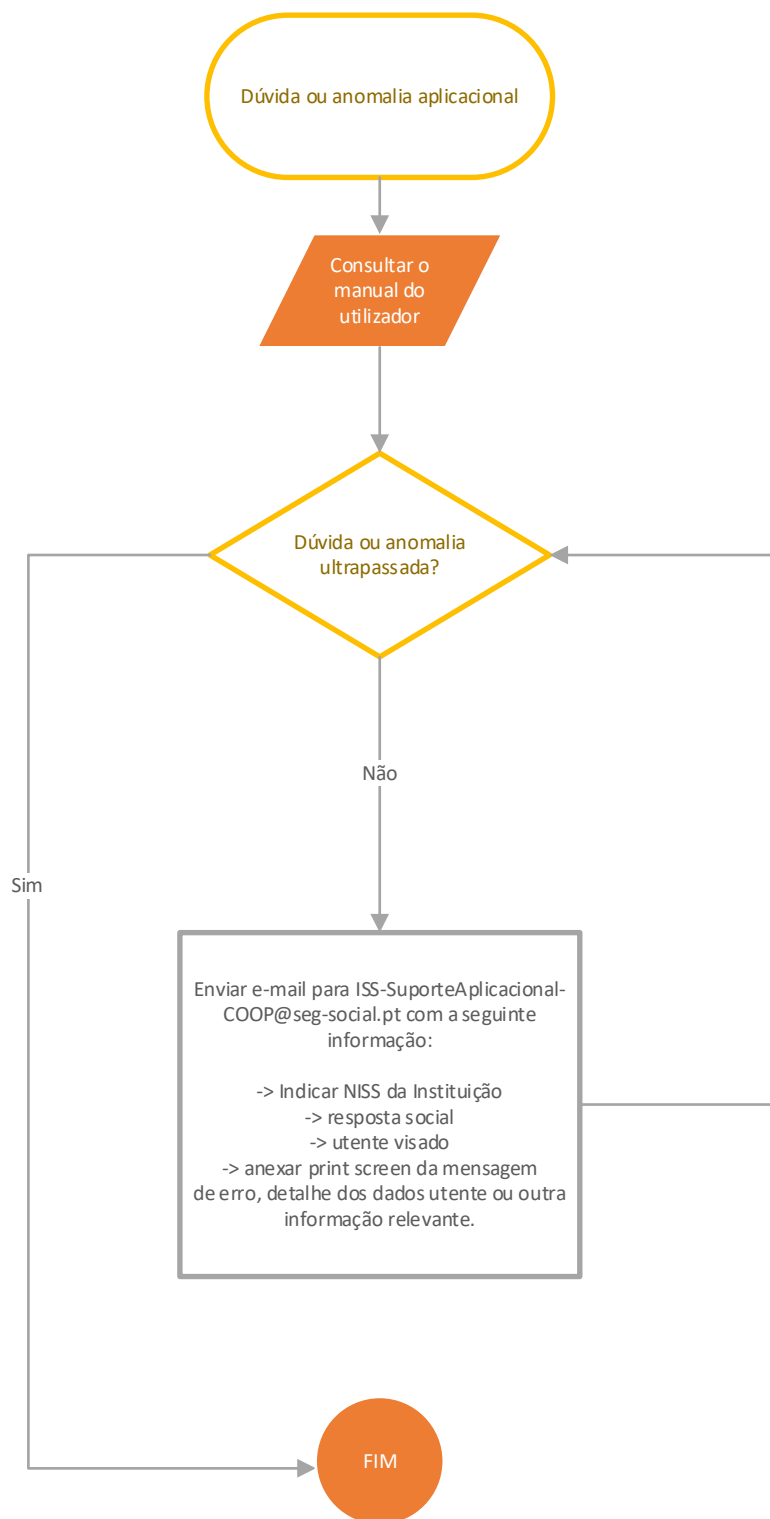 Dúvida ou anomalia aplicacional
Consultar o
manual do
utilizador
Dúvida ou anomalia
ultrapassada?
Não
Sim
Enviar e-mail para ISS-SuporteAplicacional-
COOP@seg-social.pt com a seguinte
informação:
-> Indicar NISS da Instituição
-> resposta social
-> utente visado
-> anexar print screen da mensagem
de erro, detalhe dos dados utente ou outra
informação relevante.
FIM